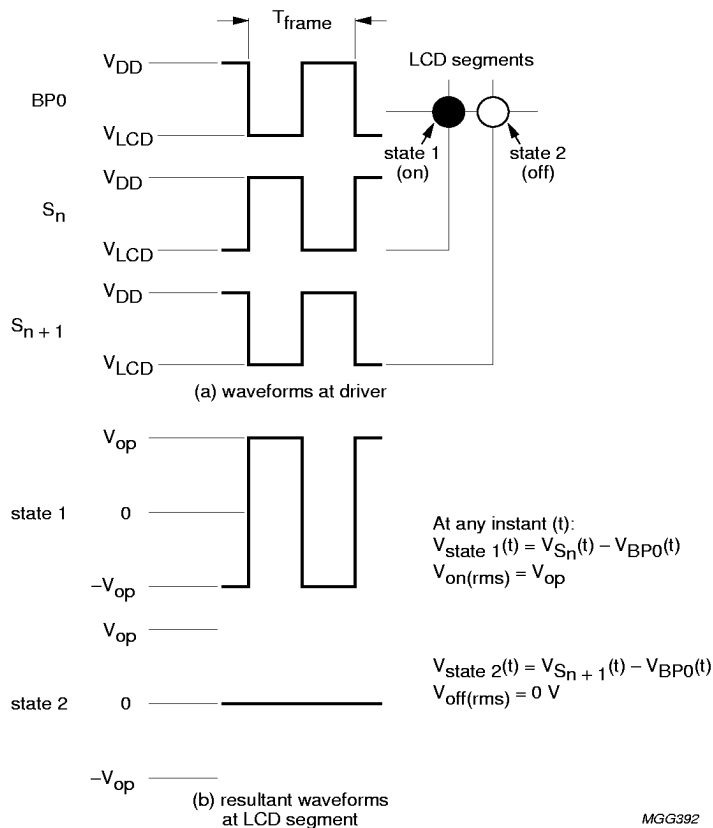 Tframe
VDD
BP0
VLCD
LCD segments
state 1
(on)
state 2
(off)
VDD
Sn
VLCD
VDD
Sn + 1
VLCD
(a) waveforms at driver
Vop
state 1
0
−Vop
At any instant (t):
Vstate 1(t) = VSn(t) − VBP0(t)
Von(rms) = Vop
Vop
state 2
0
−Vop
Vstate 2(t) = VSn + 1(t) − VBP0(t)
Voff(rms) = 0 V
(b) resultant waveforms
at LCD segment
MGG392